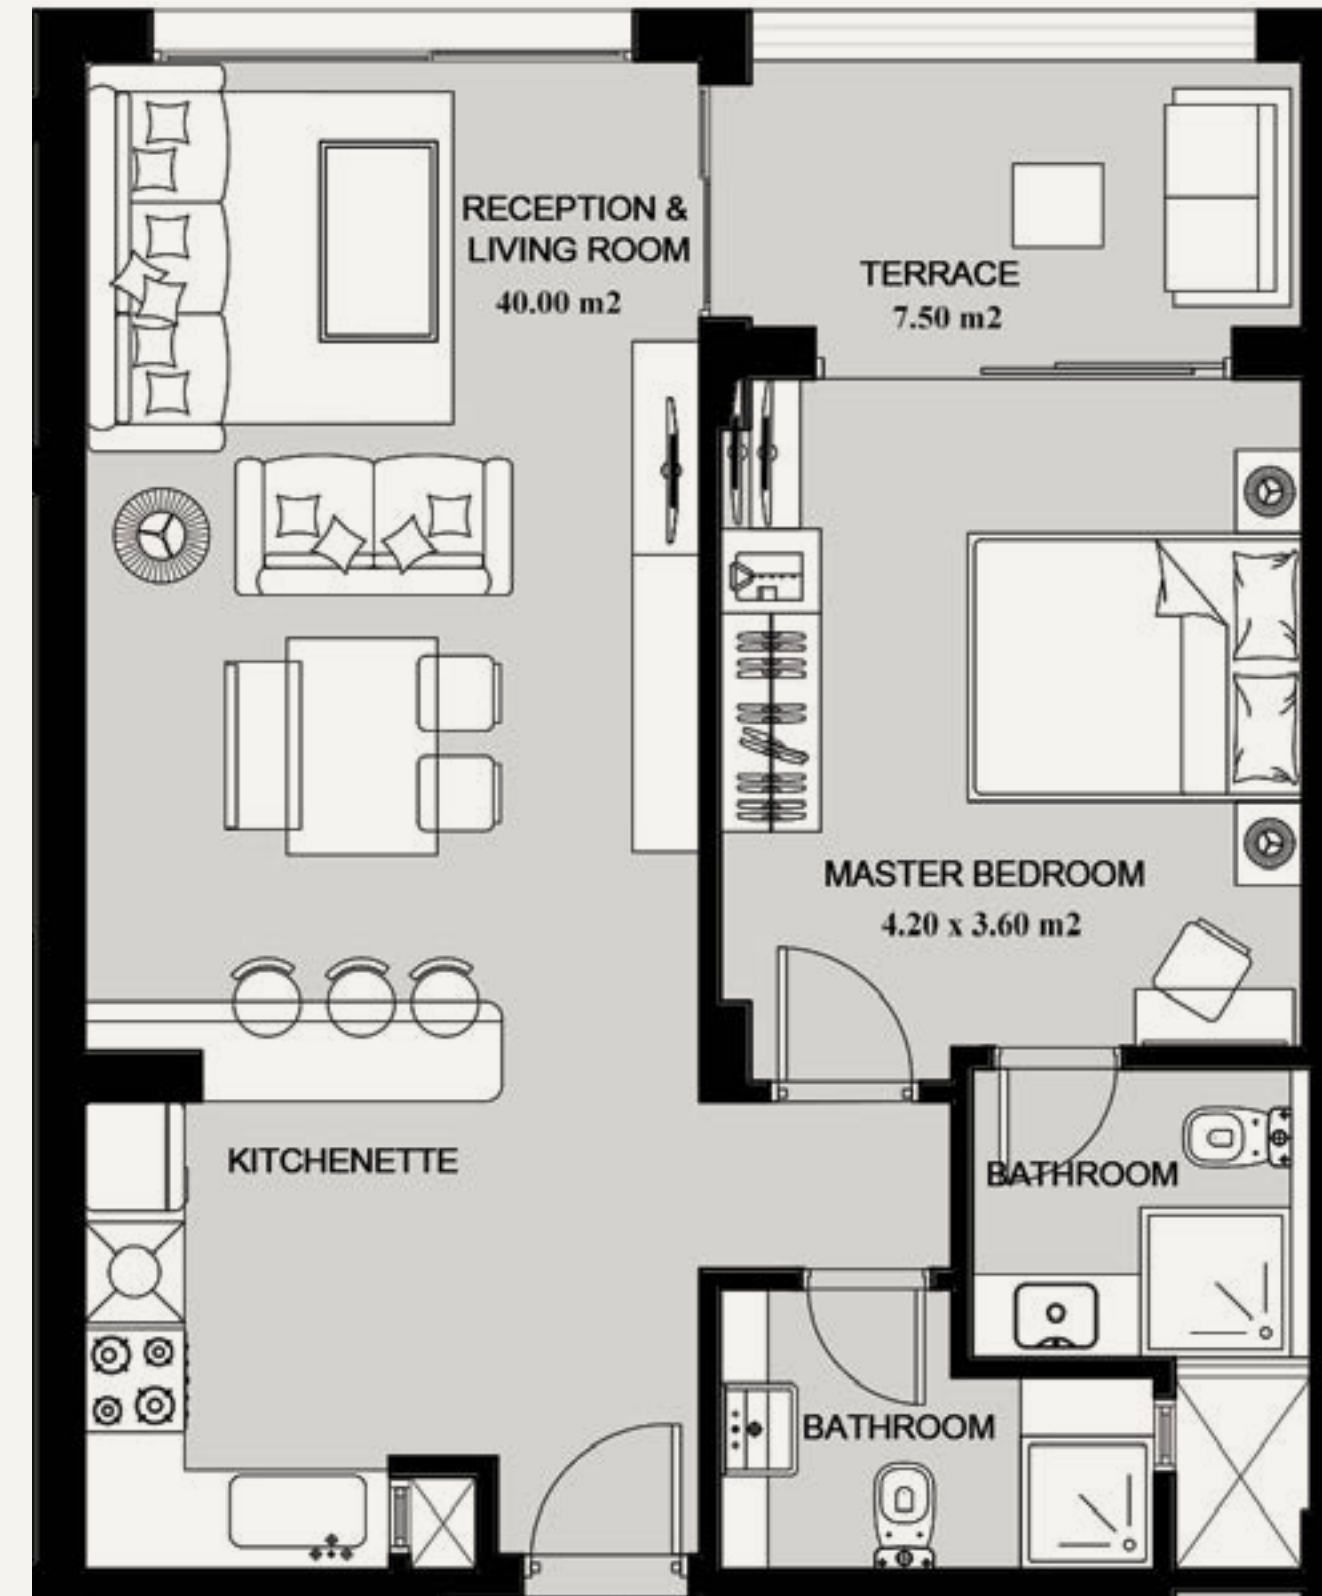 RECEPTION &
LIVING ROOM
40.00 m2
TERRACE
7.50 m2
MASTER BEDROOM
4.20 x 3.60 m2
KITCHENETTE
BATHROOM
BATHROOM